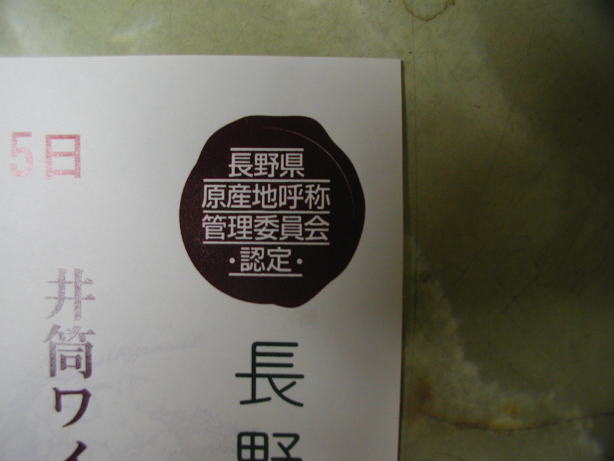 長野県
原産地呼称
管理委員会
・認定・
長野
5日
井筒ワイ